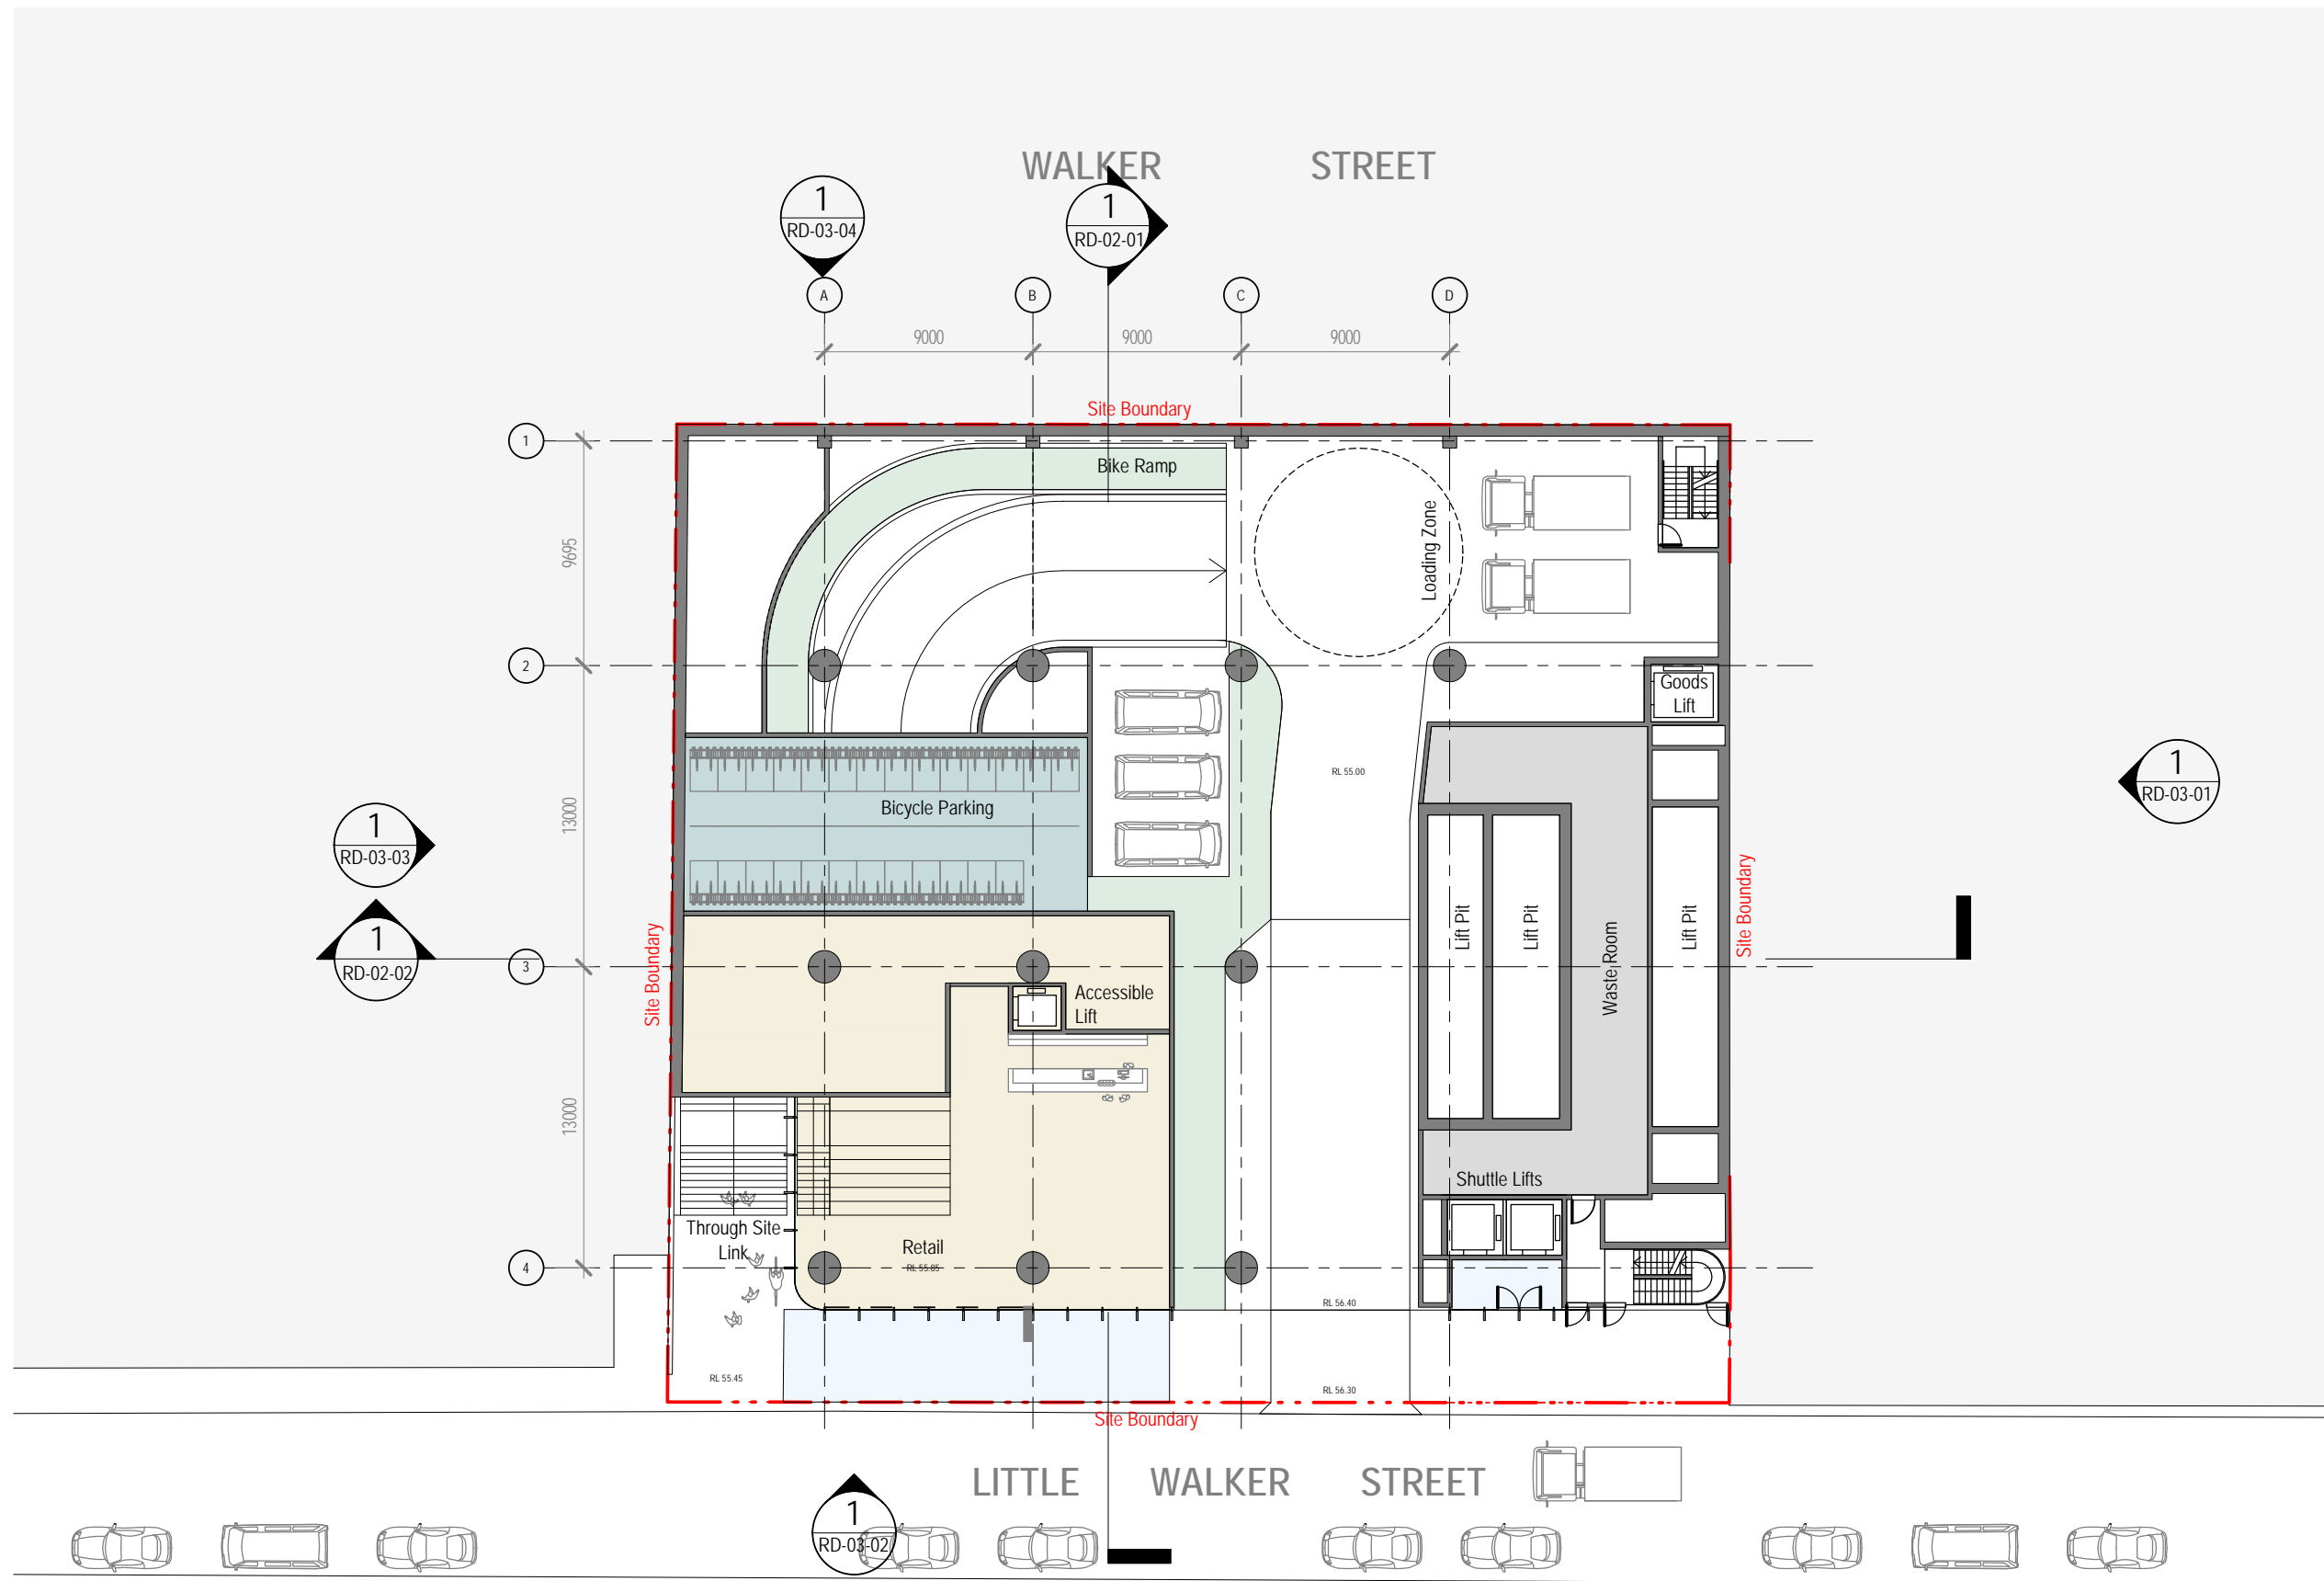 WALKER STREET
1
RD-03-04
1
RD-02-01
A
B
C
D
9000
9000
9000
Site Boundary
1
Bike Ramp
9695
Loading Zone
2
Goods
Lift
RL 55.00
1
RD-03-01
13000
Bicycle Parking
1
RD-03-03
1
RD-02-02
Site Boundary
3
Lift Pit
Lift Pit
Waste Room
Lift Pit
Site Boundary
Accessible
Lift
13000
Shuttle Lifts
Through Site
Link
Retail
RL 55.85
4
RL 56.40
RL 55.45
RL 56.30
Site Boundary
LITTLE WALKER STREET
1
RD-03-02